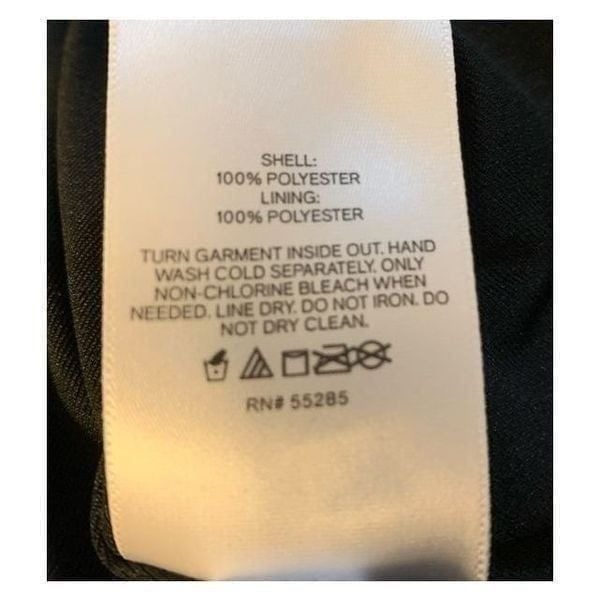 SHELL:
100% POLYESTER
LINING:
100% POLYESTER
TURN GARMENT INSIDE OUT. HAND
WASH COLD SEPARATELY. ONLY
NON-CHLORINE BLEACH WHEN
NEEDED. LINE DRY. DO NOT IRON. DO
NOT DRY CLEAN.
RN# 55285